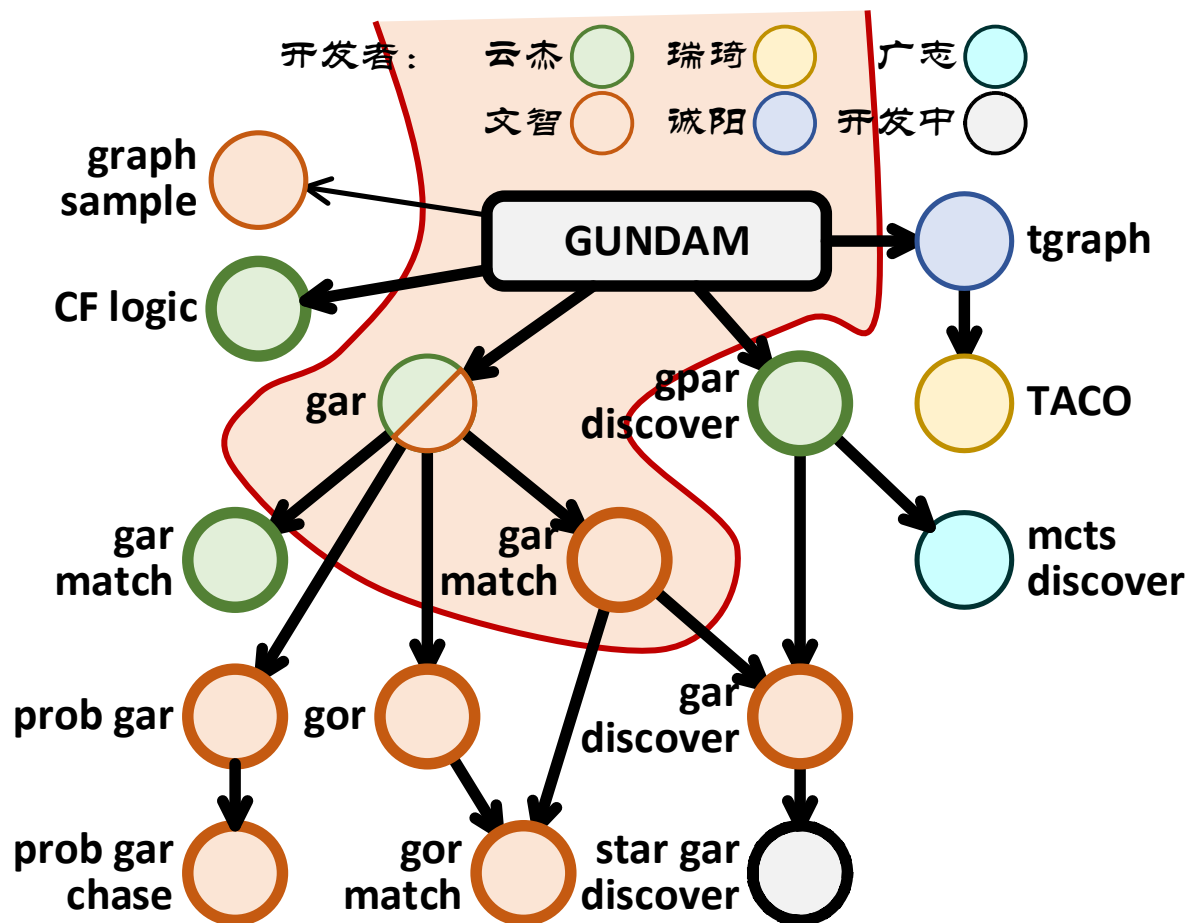 开发者： 云杰 瑞琦 广志
文智 诚阳 开发中
graph
sample
GUNDAM
tgraph
CF logic
gar
gpar
discover
TACO
gar
match
gar
match
mcts
discover
prob gar
gor
gar
discover
prob gar
chase
gor
match
star gar
discover